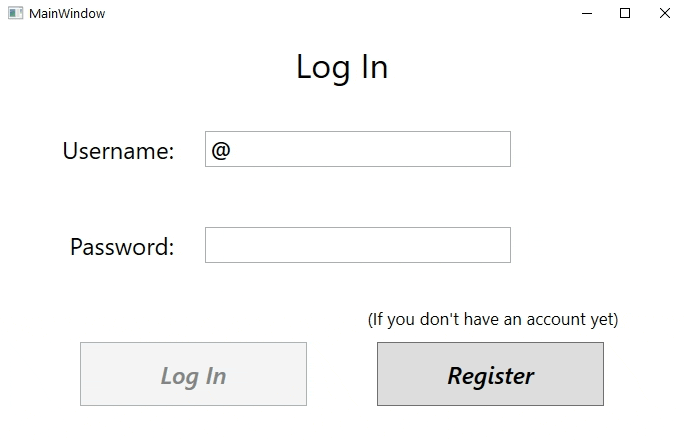 MainWindow
Log In
Username:
@
Password:
(If you don't have an account yet)
Log In
Register